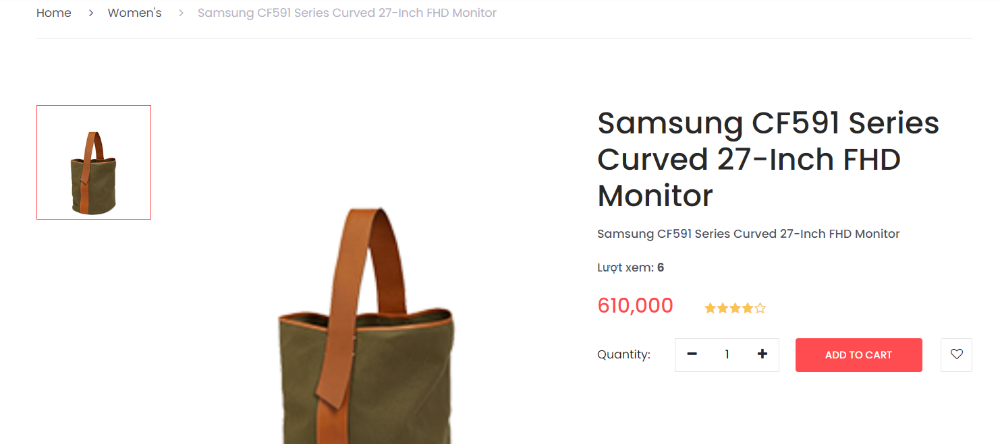 Home > Women's > Samsung CF591 Series Curved 27-Inch FHD Monitor
Samsung CF591 Series
Curved 27-Inch FHD
Monitor
Samsung CF591 Series Curved 27-Inch FHD Monitor
Lượt xem: 6
610,000
Quantity: − 1 + ADD TO CART